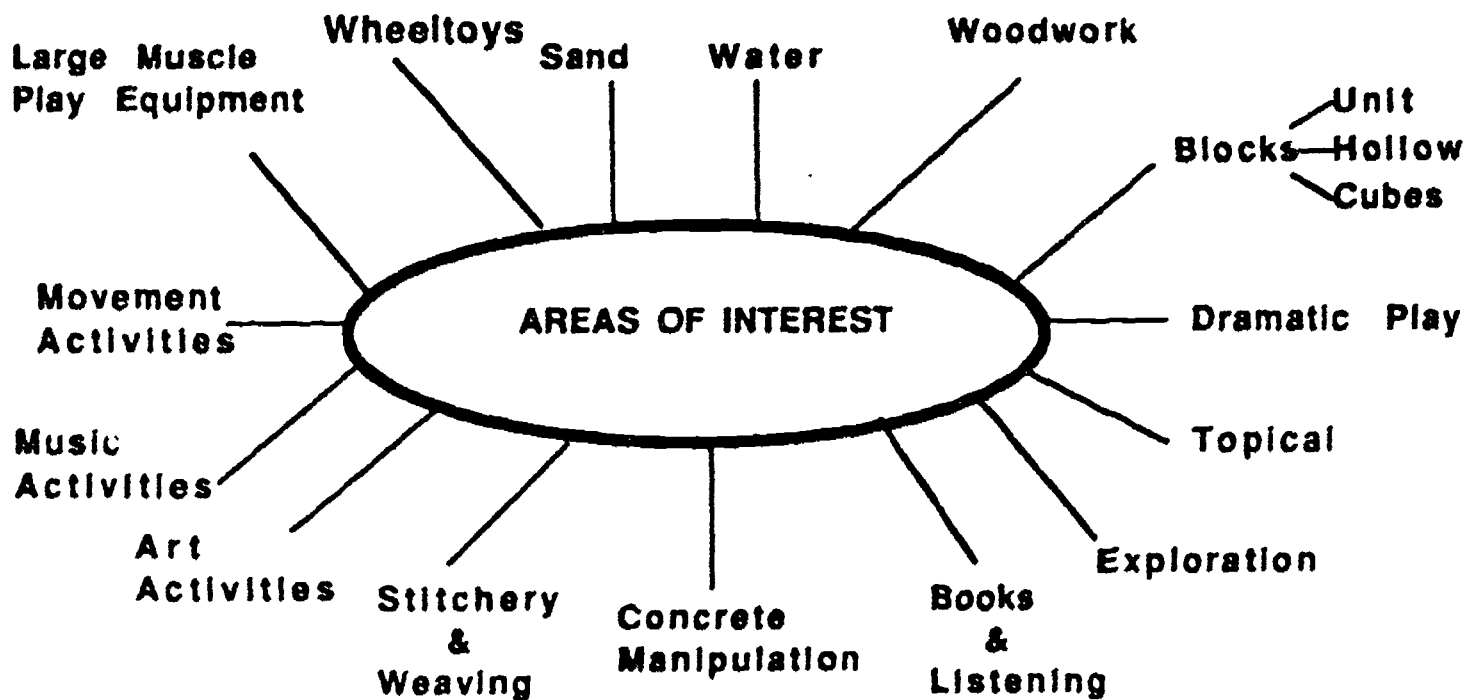 Wheeltoys
Sand
Water
Woodwork
Large Muscle
Play Equipment
Unit
Blocks
Hollow
Cubes
Movement
Activities
AREAS OF INTEREST
Dramatic Play
Music
Activities
Topical
Art
Activities
Exploration
Stitchery
&
Weaving
Concrete
Manipulation
Books
&
Listening